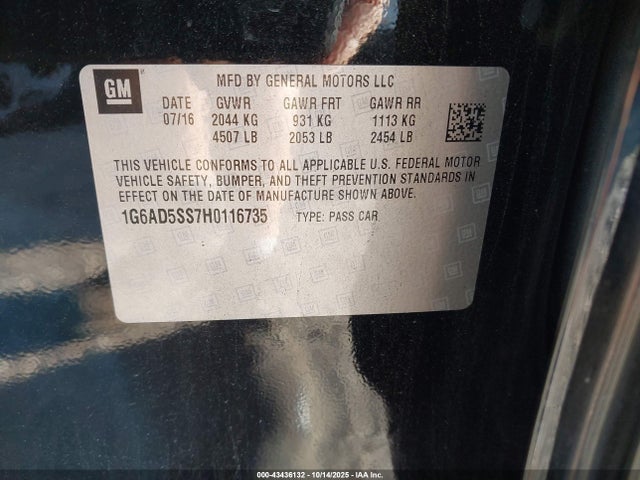 GM
MFD BY GENERAL MOTORS LLC
DATE GVWR GAWR FRT GAWR RR
07/16 2044 KG 931 KG 1113 KG
4507 LB 2053 LB 2454 LB
THIS VEHICLE CONFORMS TO ALL APPLICABLE U.S. FEDERAL MOTOR
VEHICLE SAFETY, BUMPER, AND THEFT PREVENTION STANDARDS IN
EFFECT ON THE DATE OF MANUFACTURE SHOWN ABOVE.
1G6AD5SS7H0116735 TYPE: PASS CAR
000-43436132 - 10/14/2025 - IAA Inc.